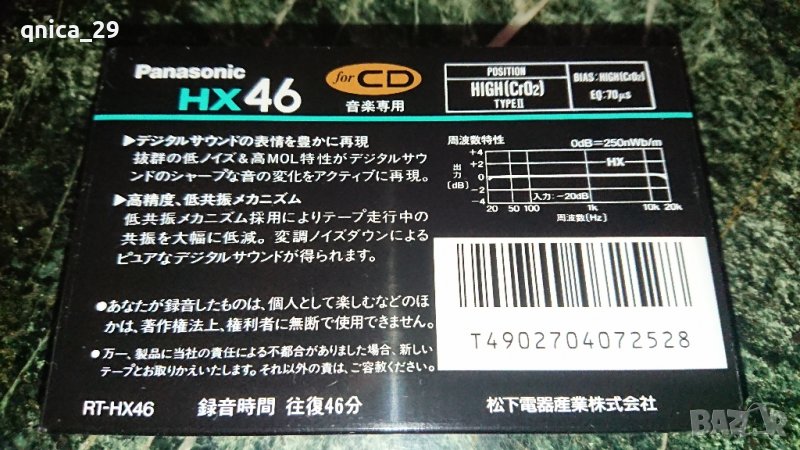 qnica_29
Panasonic
HX46
for CD
音楽専用
POSITION
HIGH(CrO2)
TYPEⅡ
BIAS:HIGH(CrO2)
EQ:70μs
▶デジタルサウンドの表情を豊かに再現
抜群の低ノイズ&高MOL特性がデジタルサウ
ンドのシャープな音の変化をアクティブに再現。
▶高精度、低共振メカニズム
低共振メカニズム採用によりテープ走行中の
共振を大幅に低減。変調ノイズダウンによる
ピュアなデジタルサウンドが得られます。
周波数特性 0dB=250nWb/m
出力[dB]
+4
+2
0
-2
-4
HX
入力:-20dB
20 50 100 1k 10k 20k
周波数[Hz]
●あなたが録音したものは、個人として楽しむなどのほ
かは、著作権法上、権利者に無断で使用できません。
●万一、製品に当社の責任による不都合がありました場合、新しい
テープとお取りかえいたします。それ以外の責は、ご容赦ください。
T4902704072528
RT-HX46 録音時間 往復46分 松下電器産業株式会社
BAZAR